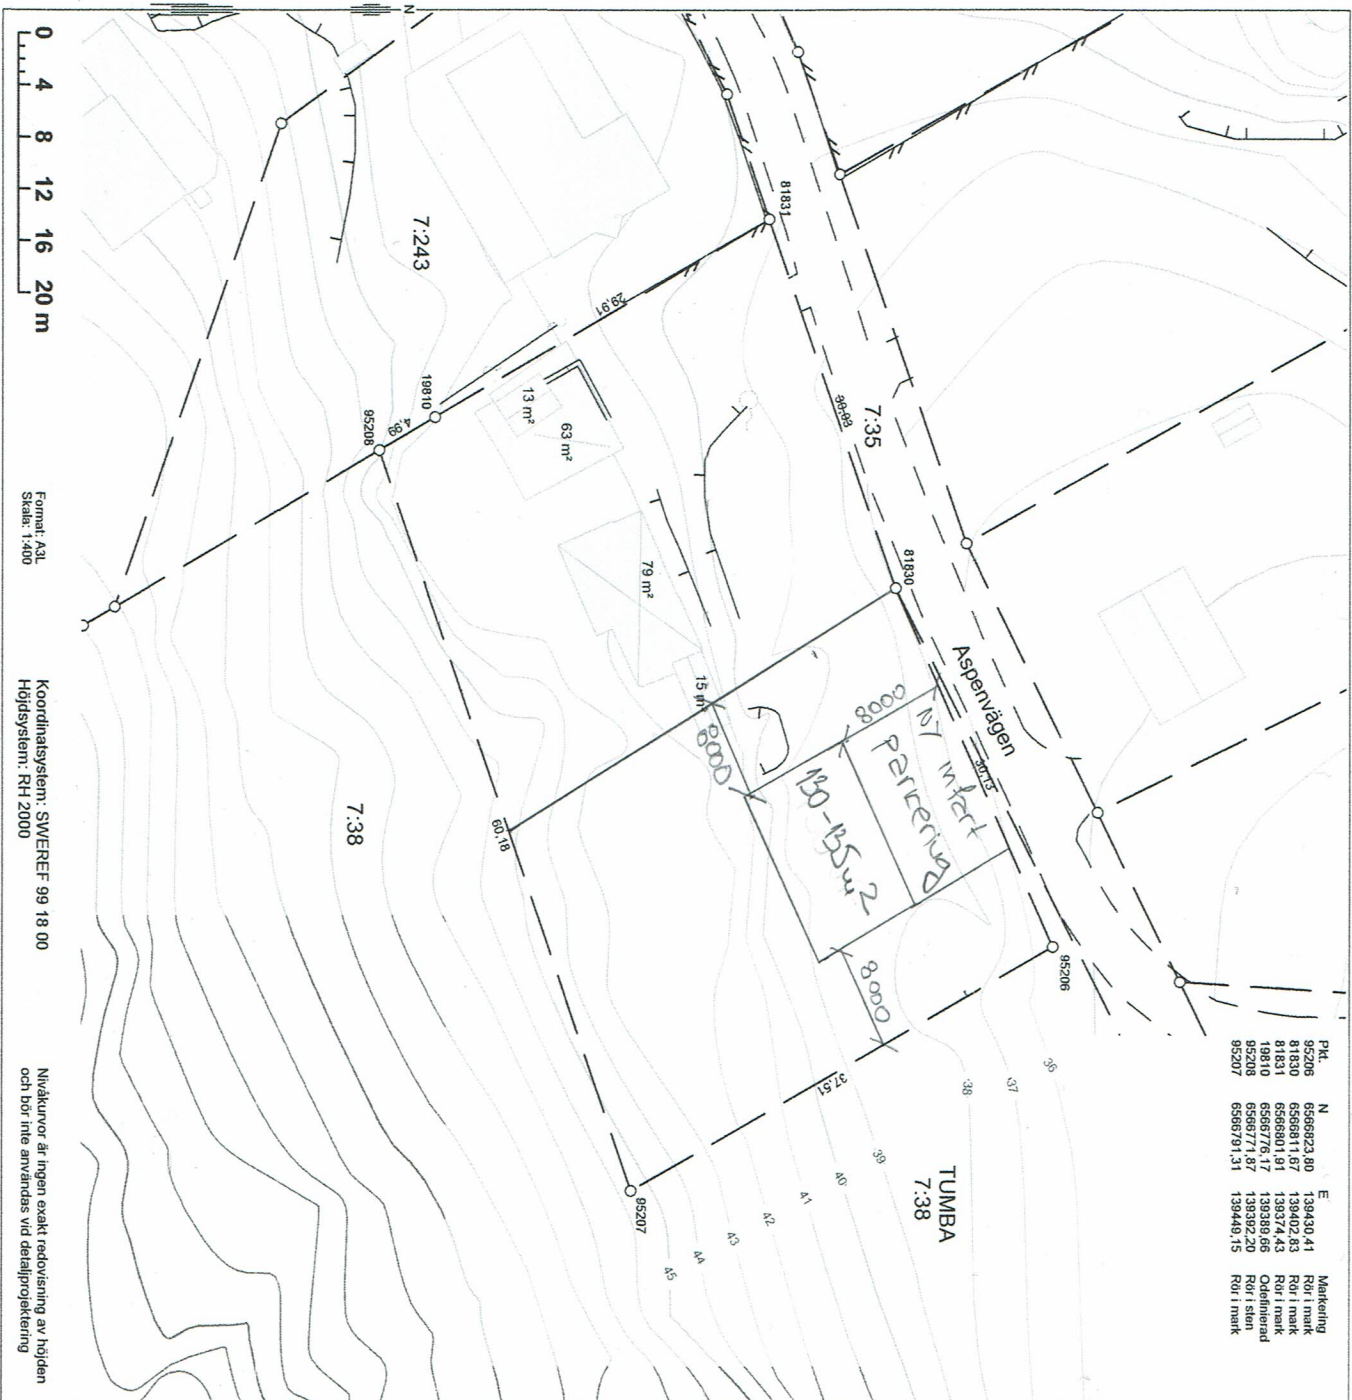 Pkt. N E Markering
95206 6566823,80 139430,41 Rör i mark
81830 6566811,67 139402,83 Rör i mark
81831 6566801,91 139374,43 Rör i mark
19810 6566776,17 139389,66 Odefinierad
95208 6566771,87 139392,20 Rör i sten
95207 6566791,31 139449,15 Rör i mark
TUMBA
7:38
Aspenvägen
7:35
81831
81830
95206
30,03
30,13
29,91
7:243
19810
4,99
95208
13 m²
63 m²
79 m²
15 m²
8000
NY infart
Parkering
130-135m2
8000
8000
60,18
37,51
95207
7:38
36
37
38
39
40
41
42
43
44
45
N
0 4 8 12 16 20 m
Format: A3L
Skala: 1:400
Koordinatsystem: SWEREF 99 18 00
Höjdsystem: RH 2000
Nivåkurvor är ingen exakt redovisning av höjden
och bör inte användas vid detaljprojektering